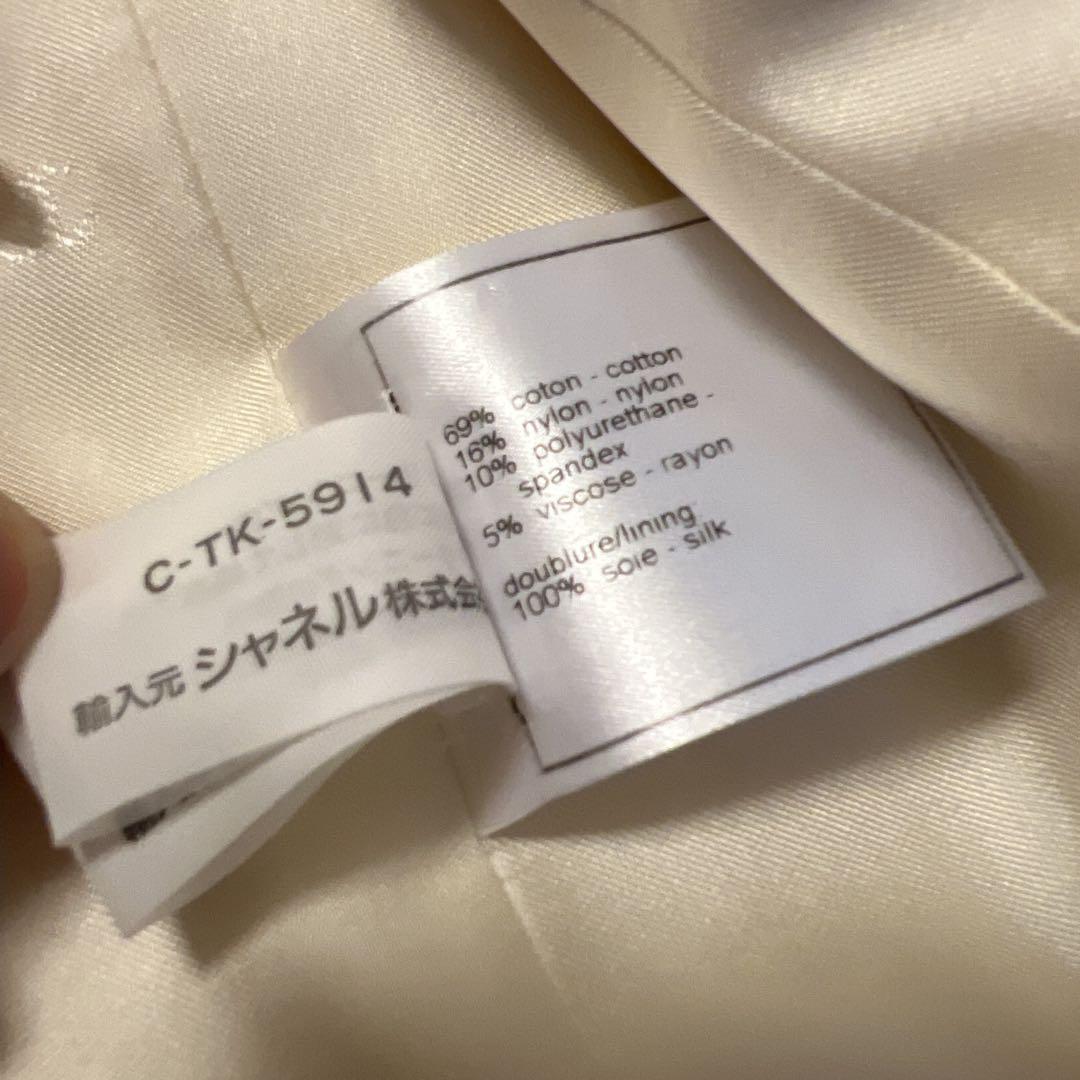 69% coton - cotton
16% nylon - nylon
10% polyurethane -
spandex
5% viscose - rayon
doublure/lining
100% soie - silk
C-TK-5914
輸入元 シャネル株式会